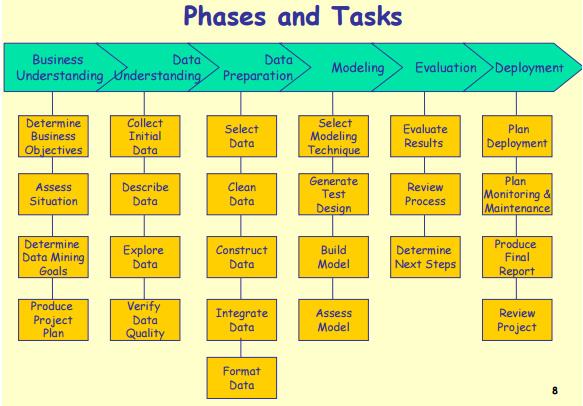 Phases and Tasks
Business
Understanding
Data
Understanding
Data
Preparation
Modeling
Evaluation
Deployment
Determine
Business
Objectives
Assess
Situation
Determine
Data Mining
Goals
Produce
Project
Plan
Collect
Initial
Data
Describe
Data
Explore
Data
Verify
Data
Quality
Select
Data
Clean
Data
Construct
Data
Integrate
Data
Format
Data
Select
Modeling
Technique
Generate
Test
Design
Build
Model
Assess
Model
Evaluate
Results
Review
Process
Determine
Next Steps
Plan
Deployment
Plan
Monitoring &
Maintenance
Produce
Final
Report
Review
Project
8